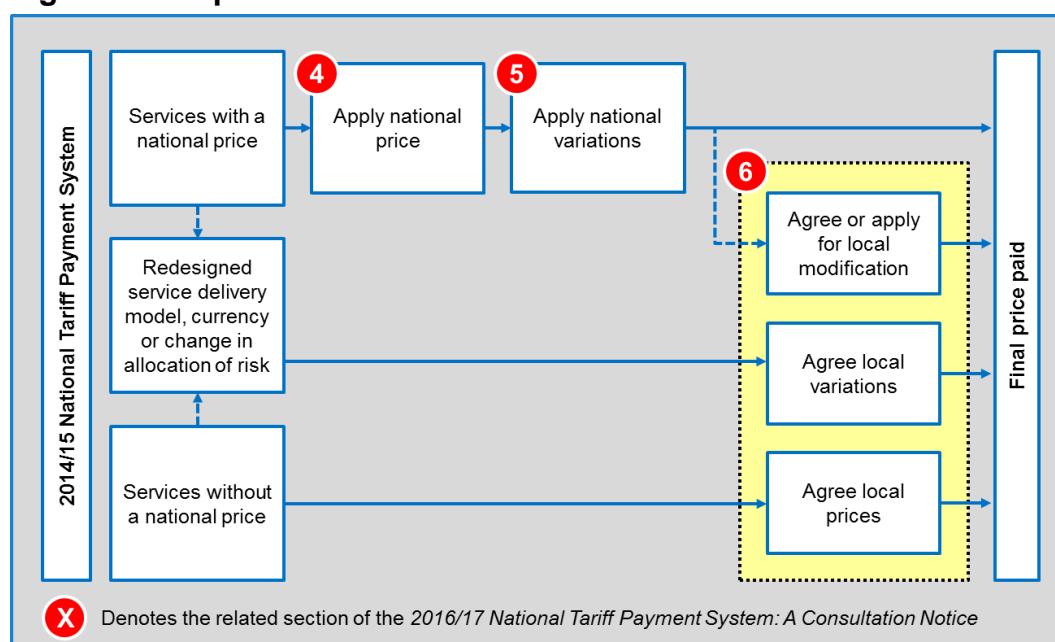 2014/15 National Tariff Payment System
Services with a
national price
4
Apply national
price
5
Apply national
variations
6
Agree or apply
for local
modification
Redesigned
service delivery
model, currency
or change in
allocation of risk
Agree local
variations
Services without
a national price
Agree local
prices
Final price paid
X Denotes the related section of the 2016/17 National Tariff Payment System: A Consultation Notice